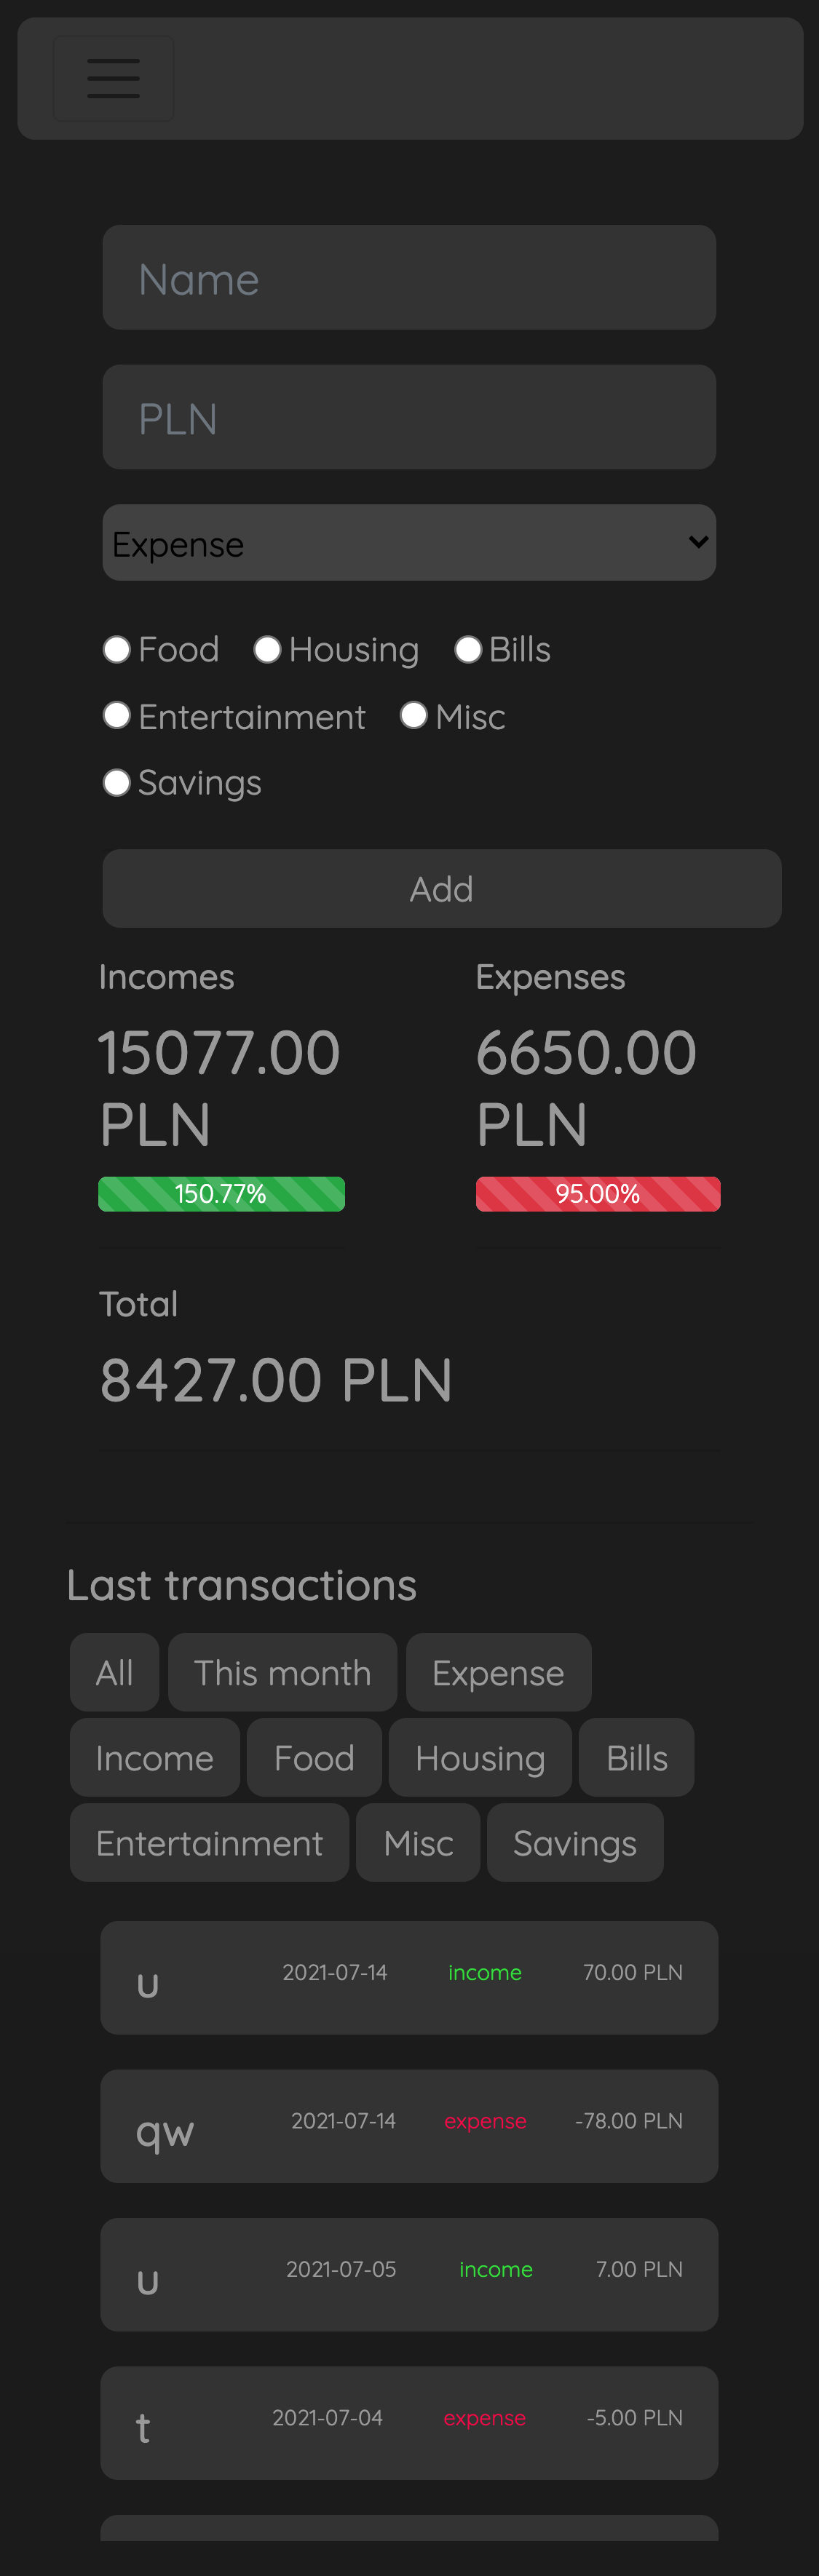 Name
PLN
Expense
Food Housing Bills
Entertainment Misc
Savings
Add
Incomes Expenses
15077.00 6650.00
PLN PLN
150.77% 95.00%
Total
8427.00 PLN
Last transactions
All This month Expense
Income Food Housing Bills
Entertainment Misc Savings
u 2021-07-14 income 70.00 PLN
qw 2021-07-14 expense -78.00 PLN
u 2021-07-05 income 7.00 PLN
t 2021-07-04 expense -5.00 PLN